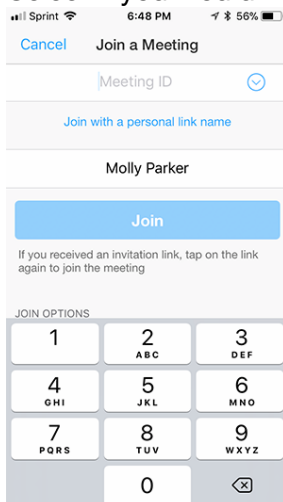 Sprint 6:48 PM 56%
Cancel Join a Meeting
Meeting ID
Join with a personal link name
Molly Parker
Join
If you received an invitation link, tap on the link
again to join the meeting
JOIN OPTIONS
1 2 3
ABC DEF
4 5 6
GHI JKL MNO
7 8 9
PQRS TUV WXYZ
0